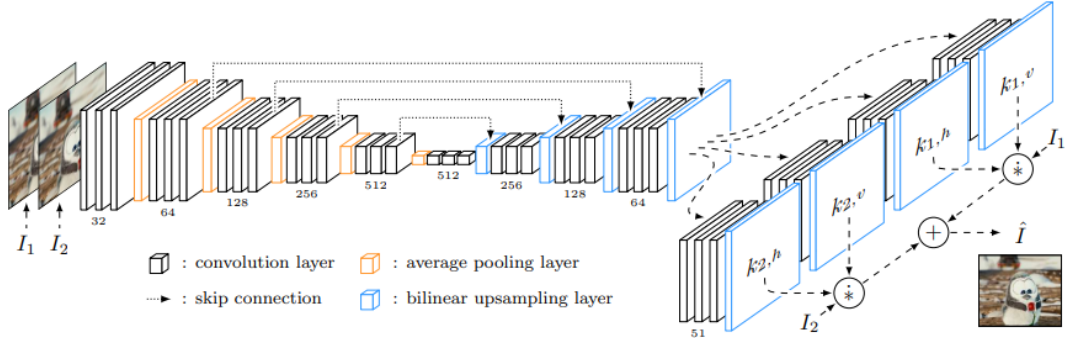 32
64
128
256
512
512
256
128
64
I₁ I₂
: convolution layer
: average pooling layer
: skip connection
: bilinear upsampling layer
51
k₂,h
k₂,v
k₁,h
k₁,v
I₁
*
+
Î
*
I₂